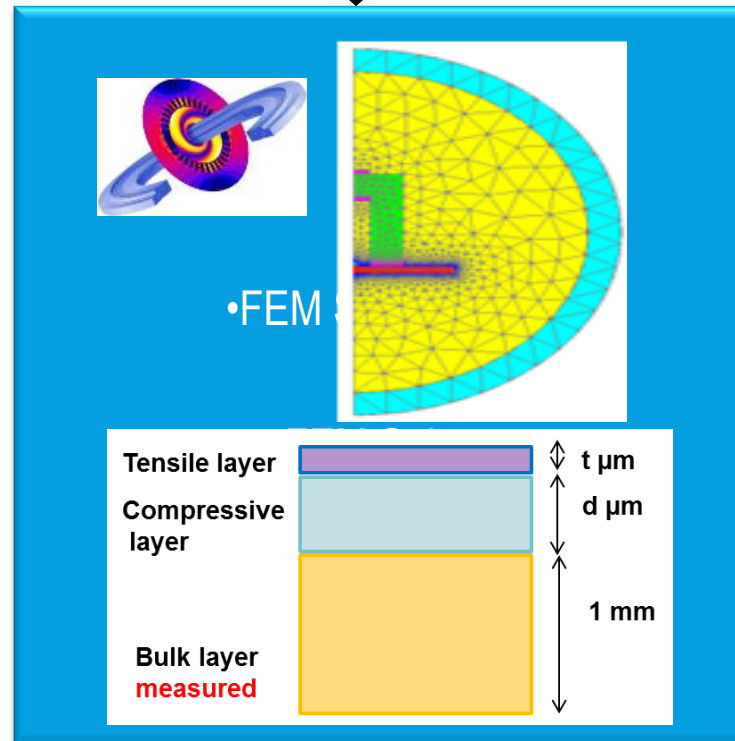 •FEM
Tensile layer
t µm
Compressive
layer
d µm
1 mm
Bulk layer
measured